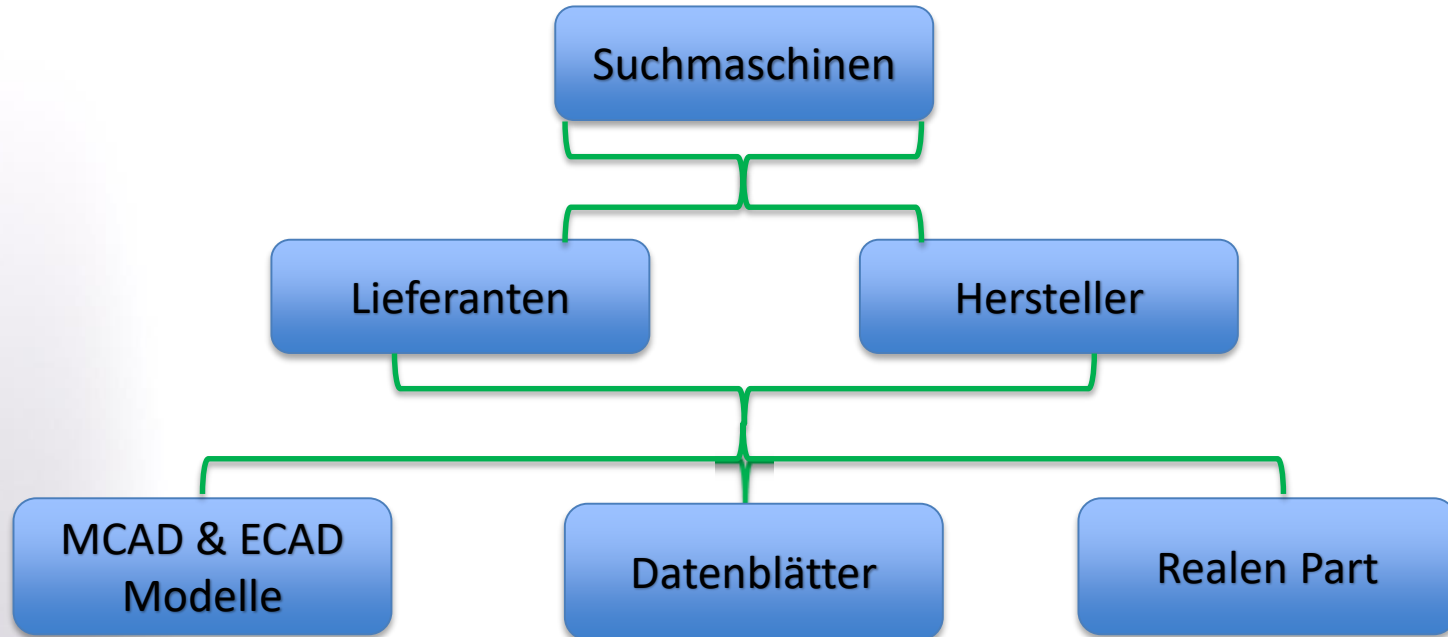 Suchmaschinen
Lieferanten
Hersteller
MCAD & ECAD
Modelle
Datenblätter
Realen Part